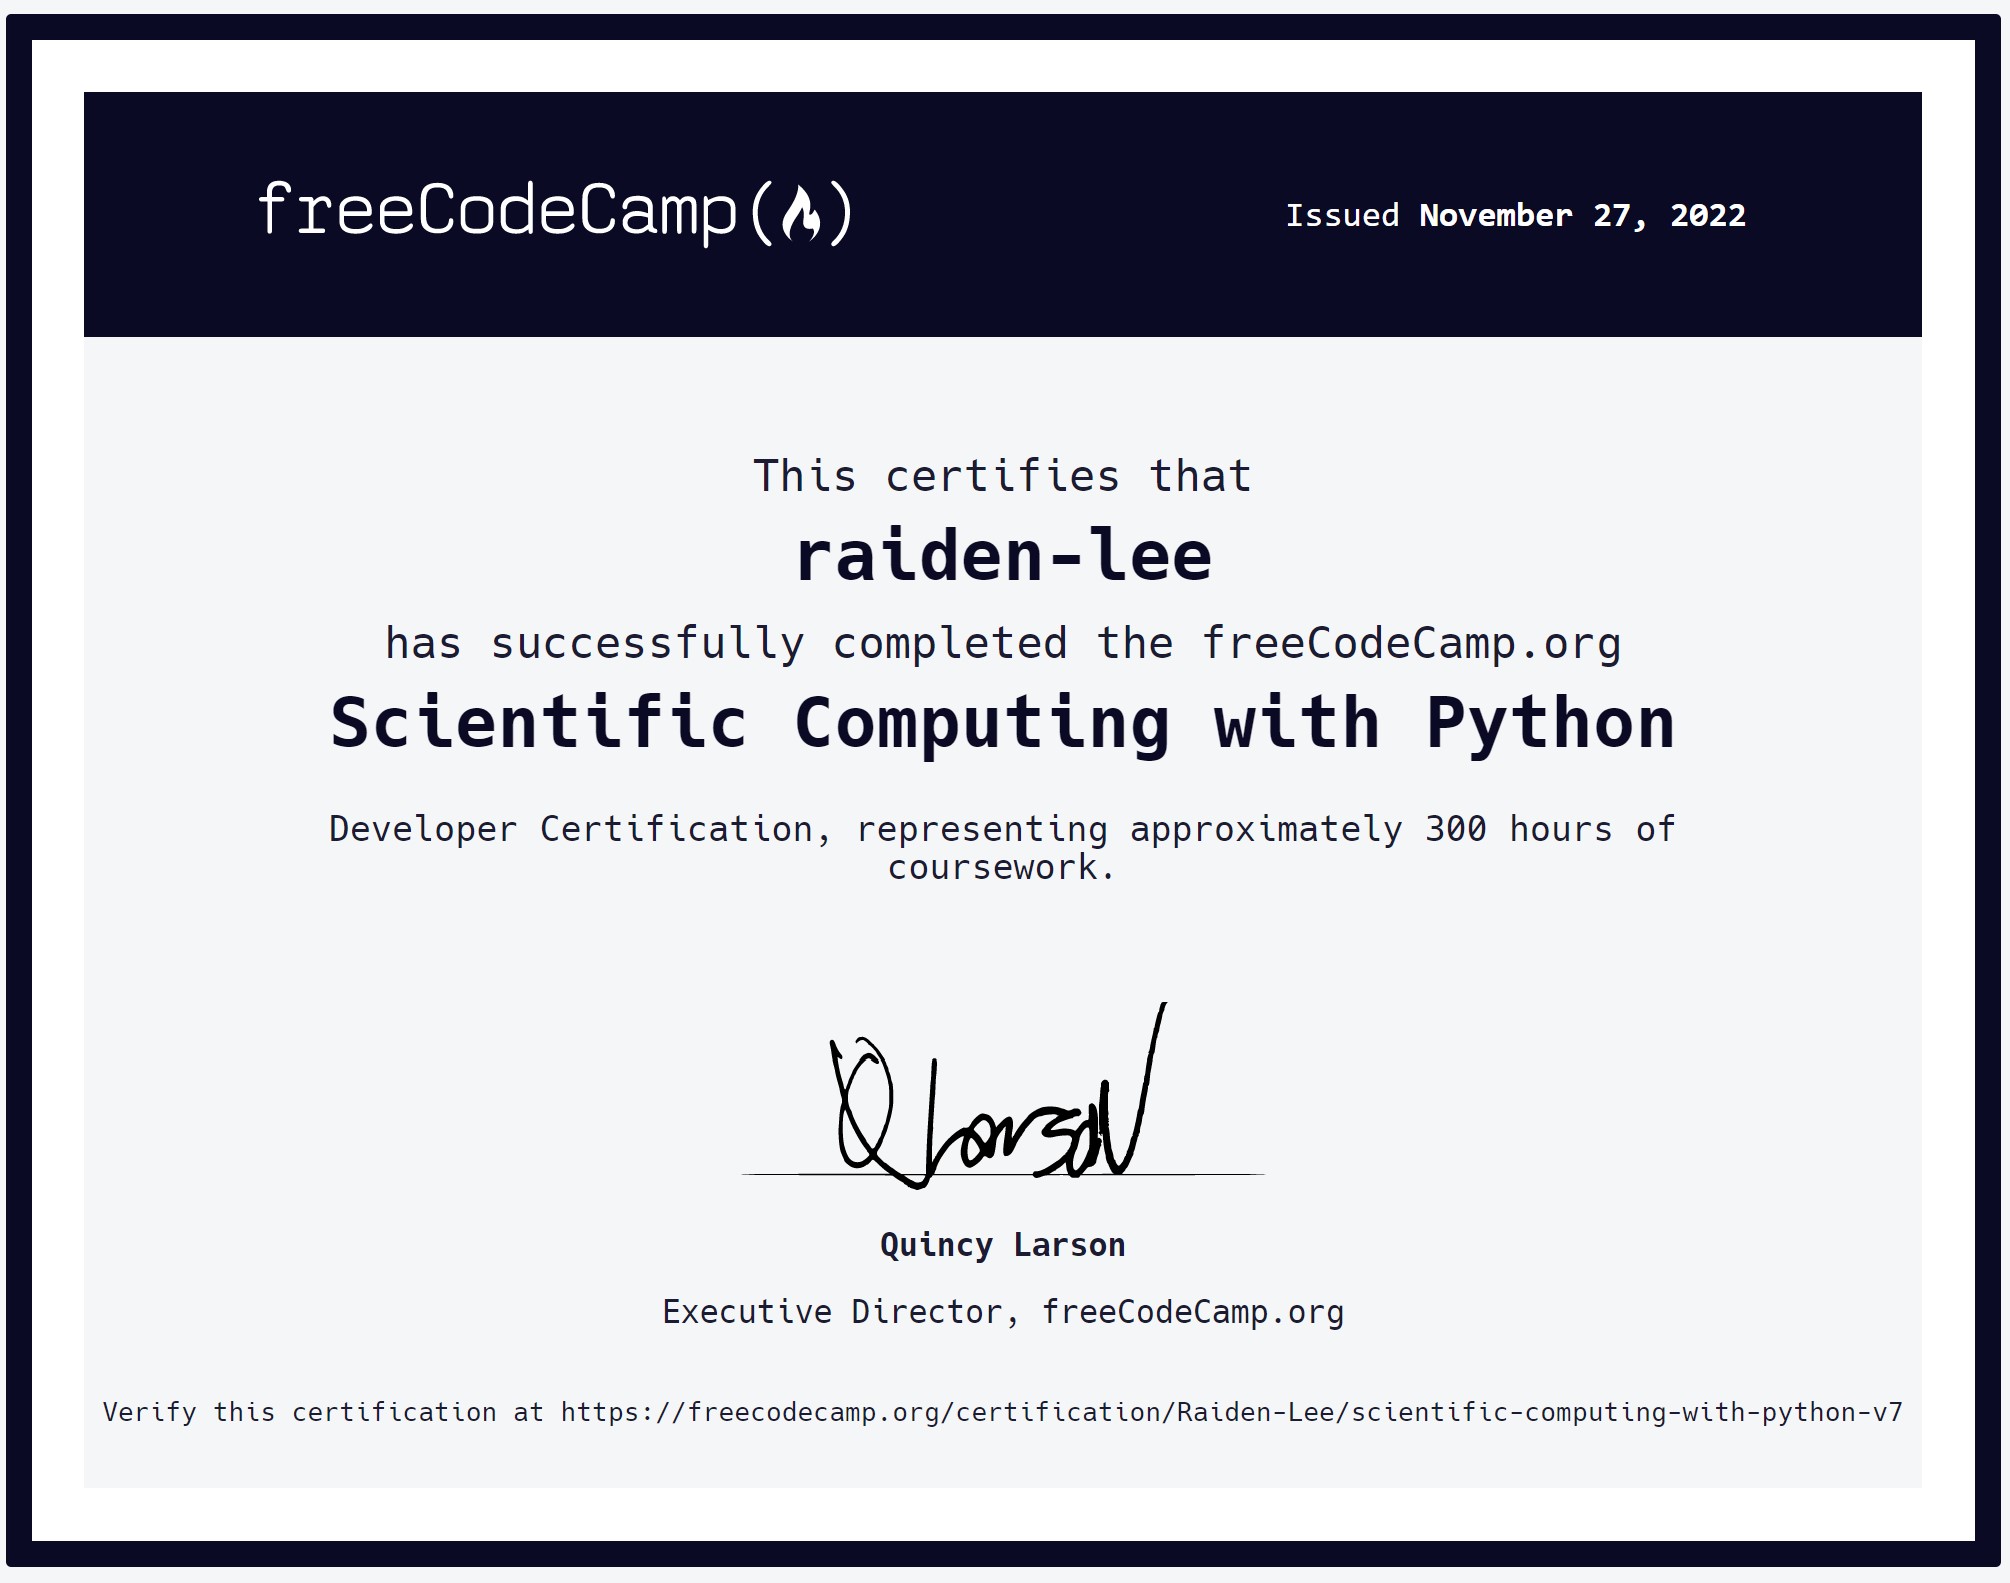 freeCodeCamp(🔥)
Issued November 27, 2022
This certifies that
raiden-lee
has successfully completed the freeCodeCamp.org
Scientific Computing with Python
Developer Certification, representing approximately 300 hours of
coursework.
Q Larson
Quincy Larson
Executive Director, freeCodeCamp.org
Verify this certification at https://freecodecamp.org/certification/Raiden-Lee/scientific-computing-with-python-v7